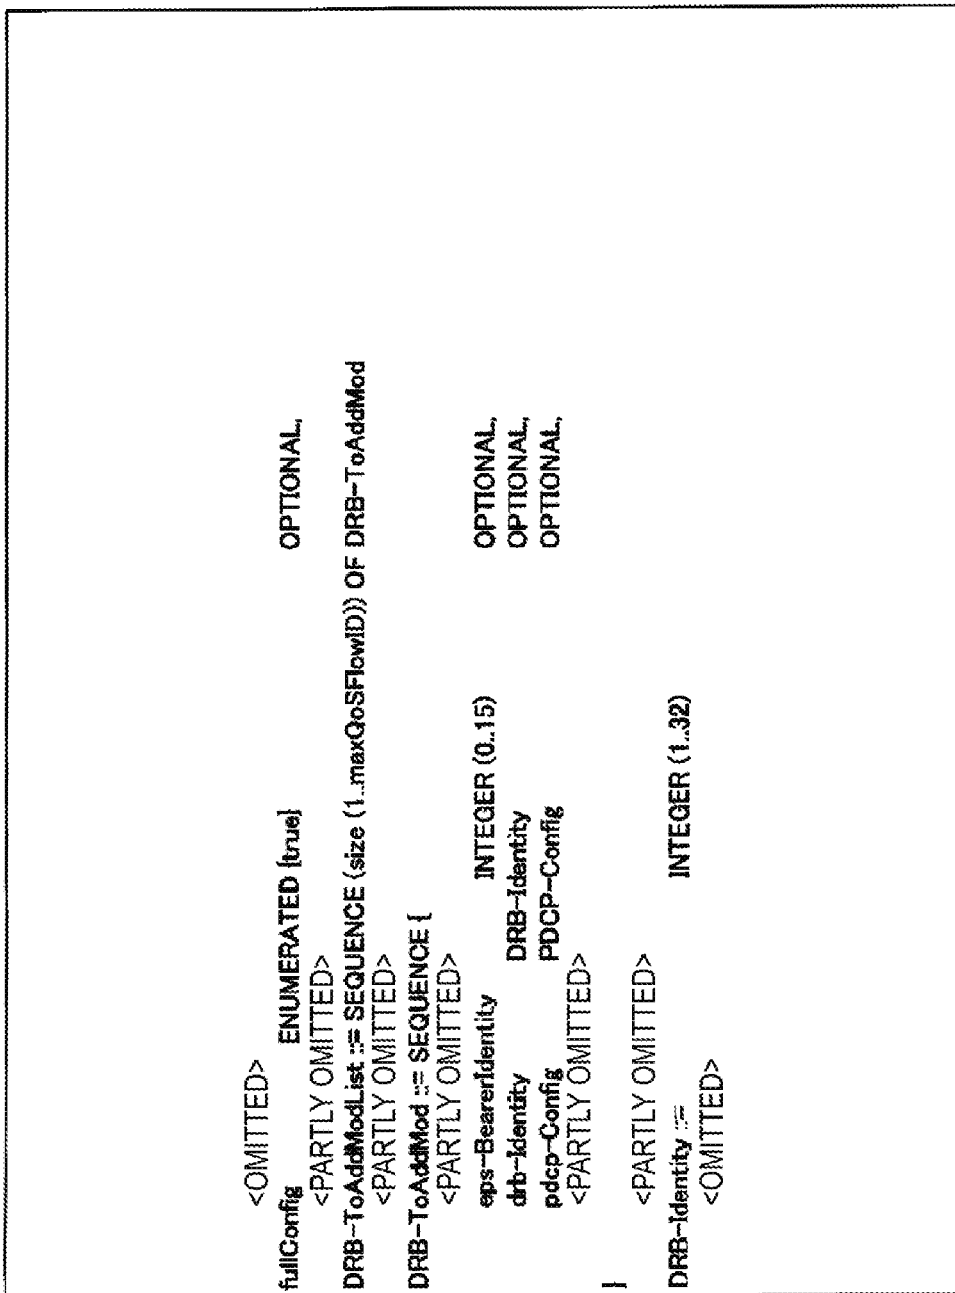 <OMITTED>
fullConfig ENUMERATED {true} OPTIONAL,
<PARTLY OMITTED>
DRB-ToAddModList ::= SEQUENCE (size (1..maxQoSFlowID)) OF DRB-ToAddMod
<PARTLY OMITTED>
DRB-ToAddMod ::= SEQUENCE {
<PARTLY OMITTED>
eps-BearerIdentity INTEGER (0..15) OPTIONAL,
drb-Identity DRB-Identity OPTIONAL,
pdcp-Config PDCP-Config OPTIONAL,
<PARTLY OMITTED>
}
<PARTLY OMITTED>
DRB-Identity ::= INTEGER (1..32)
<OMITTED>